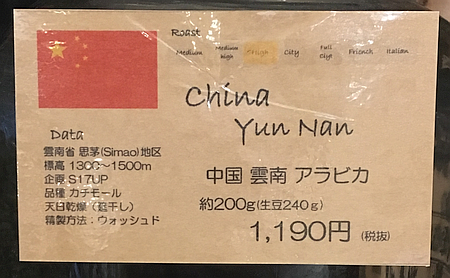 Roast
Medium Medium high High City Full City French Italian
China
Yun Nan
Data
雲南省 思茅(Simao)地区
標高 1300〜1500m
企画 S17UP
品種 カチモール
天日乾燥(庭干し)
精製方法:ウォッシュド
中国 雲南 アラビカ
約200g(生豆240g)
1,190円 (税抜)